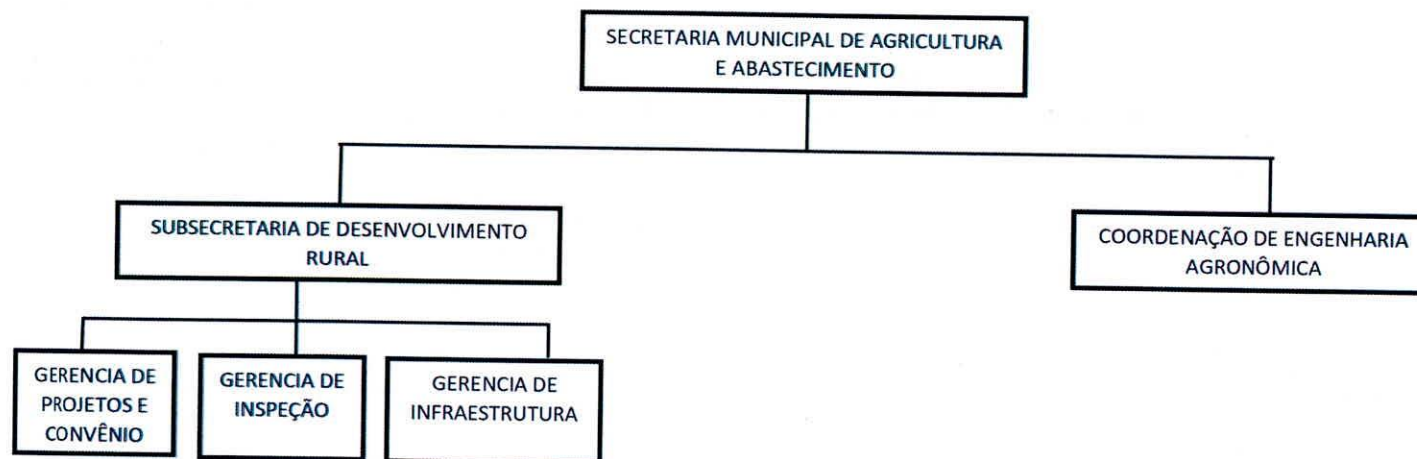 SECRETARIA MUNICIPAL DE AGRICULTURA
E ABASTECIMENTO
SUBSECRETARIA DE DESENVOLVIMENTO
RURAL
COORDENAÇÃO DE ENGENHARIA
AGRONÔMICA
GERENCIA DE
PROJETOS E
CONVÊNIO
GERENCIA DE
INSPEÇÃO
GERENCIA DE
INFRAESTRUTURA